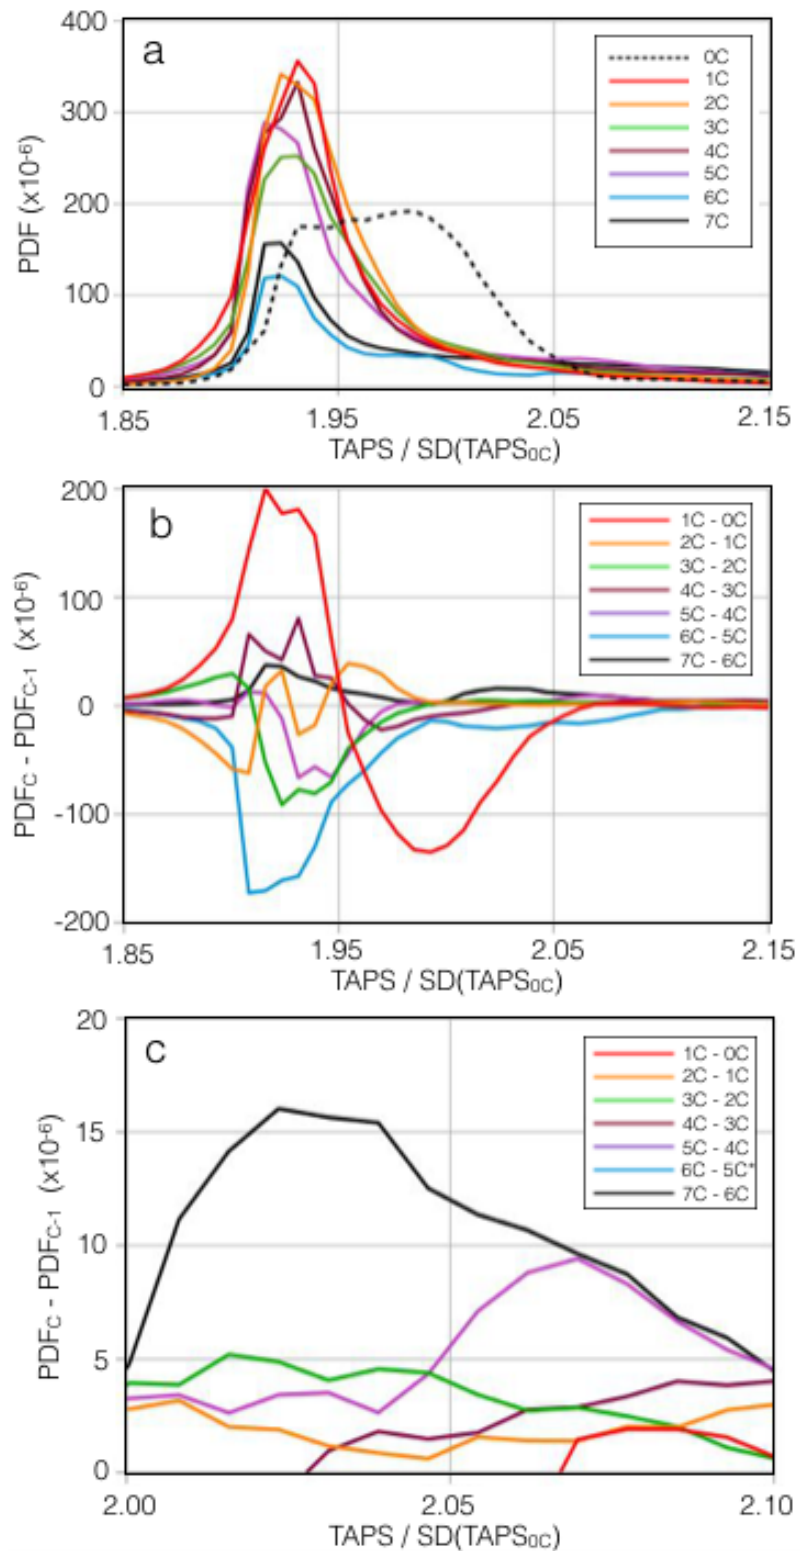 a
400
300
200
100
0
PDF (x10-6)
0C
1C
2C
3C
4C
5C
6C
7C
1.85
1.95
2.05
2.15
TAPS / SD(TAPS0C)
b
200
100
0
-100
-200
PDFC - PDFC-1 (x10-6)
1C - 0C
2C - 1C
3C - 2C
4C - 3C
5C - 4C
6C - 5C
7C - 6C
1.85
1.95
2.05
2.15
TAPS / SD(TAPS0C)
c
20
15
10
5
0
PDFC - PDFC-1 (x10-6)
1C - 0C
2C - 1C
3C - 2C
4C - 3C
5C - 4C
6C - 5C*
7C - 6C
2.00
2.05
2.10
TAPS / SD(TAPS0C)